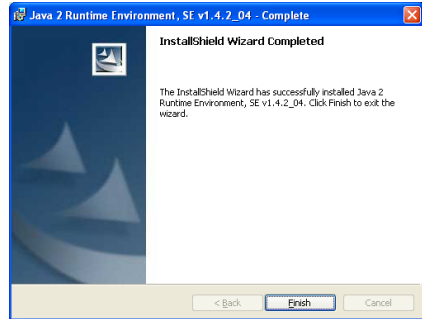 Java 2 Runtime Environment, SE v1.4.2_04 - Complete
InstallShield Wizard Completed
The InstallShield Wizard has successfully installed Java 2
Runtime Environment, SE v1.4.2_04. Click Finish to exit the
wizard.
< Back
Finish
Cancel